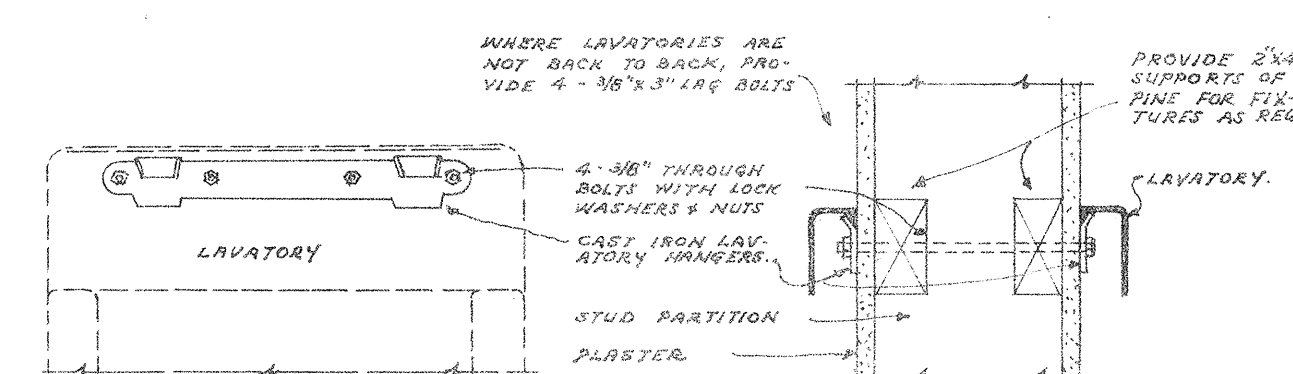 WHERE LAVATORIES ARE
NOT BACK TO BACK, PRO-
VIDE 4 - 3/8"x3" LAG BOLTS
PROVIDE 2"x4
SUPPORTS OF
PINE FOR FIX-
TURES AS REQ
4 - 3/8" THROUGH
BOLTS WITH LOCK
WASHERS & NUTS
LAVATORY.
CAST IRON LAV-
ATORY HANGERS.
LAVATORY
STUD PARTITION
PLASTER